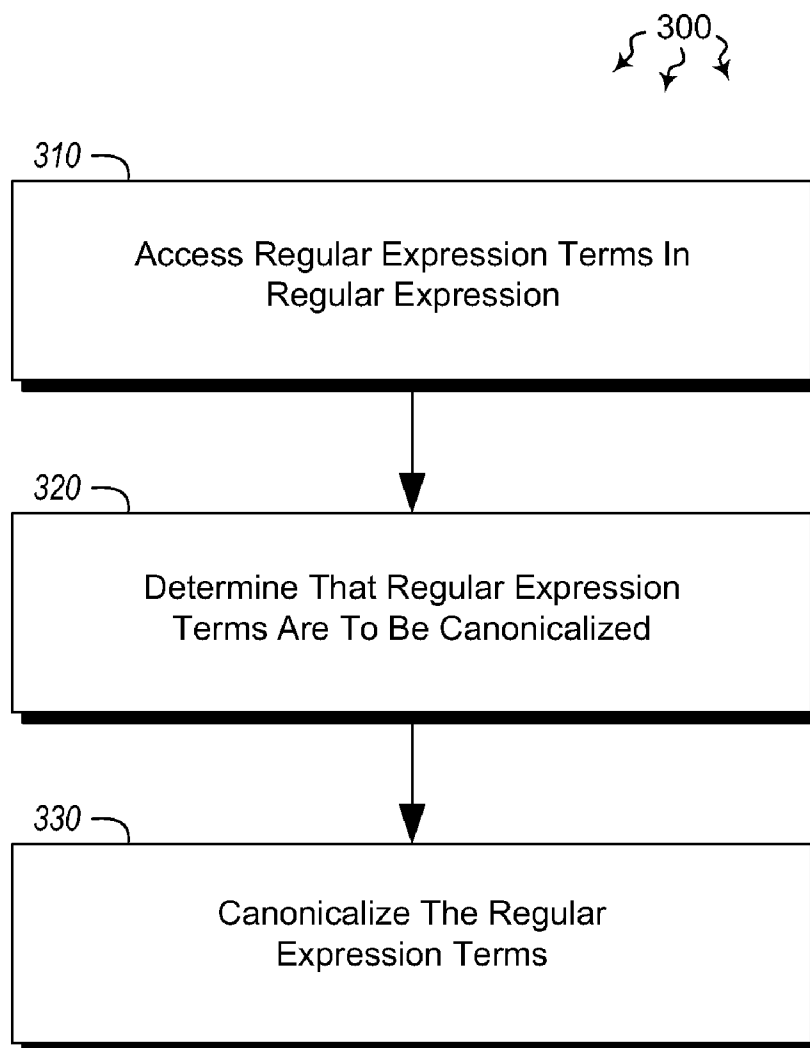 300
310
Access Regular Expression Terms In
Regular Expression
320
Determine That Regular Expression
Terms Are To Be Canonicalized
330
Canonicalize The Regular
Expression Terms